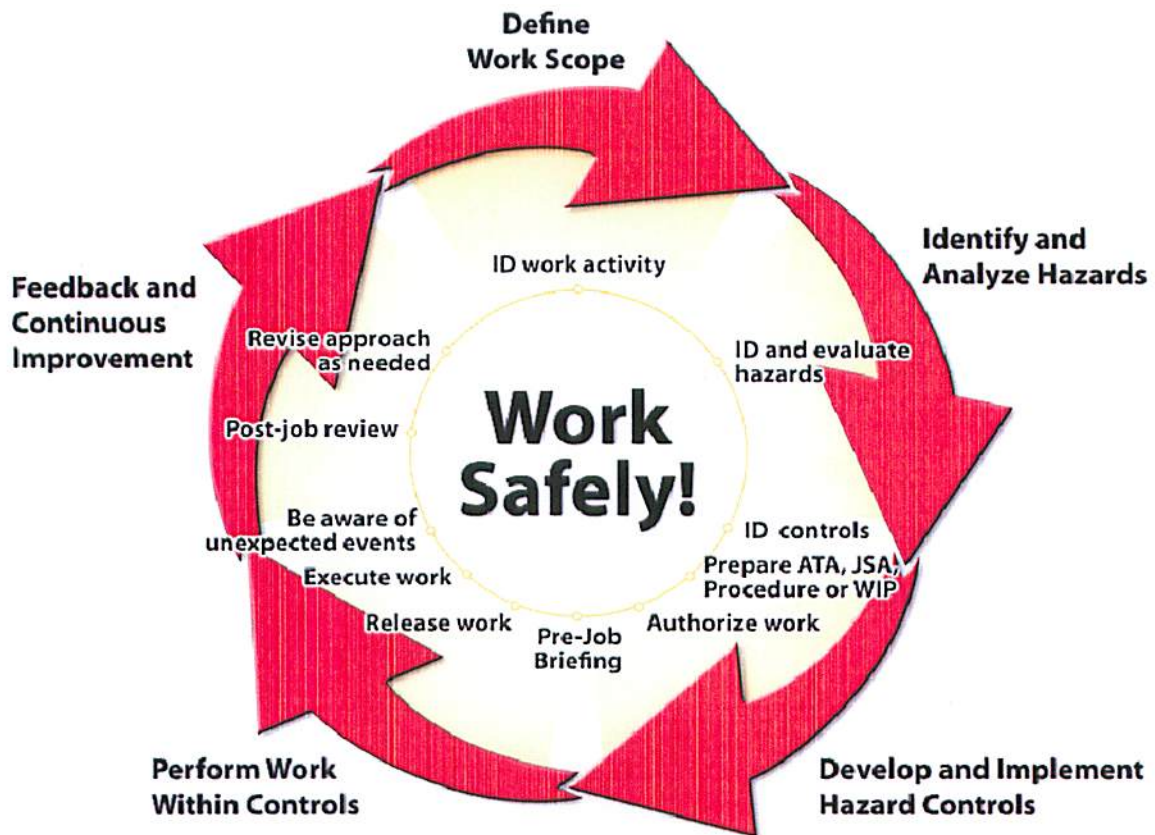 Define
Work Scope
Identify and
Analyze Hazards
Develop and Implement
Hazard Controls
Perform Work
Within Controls
Feedback and
Continuous
Improvement
ID work activity
ID and evaluate
hazards
ID controls
Prepare ATA, JSA,
Procedure or WIP
Authorize work
Pre-Job
Briefing
Release work
Execute work
Be aware of
unexpected events
Post-job review
Revise approach
as needed
Work
Safely!